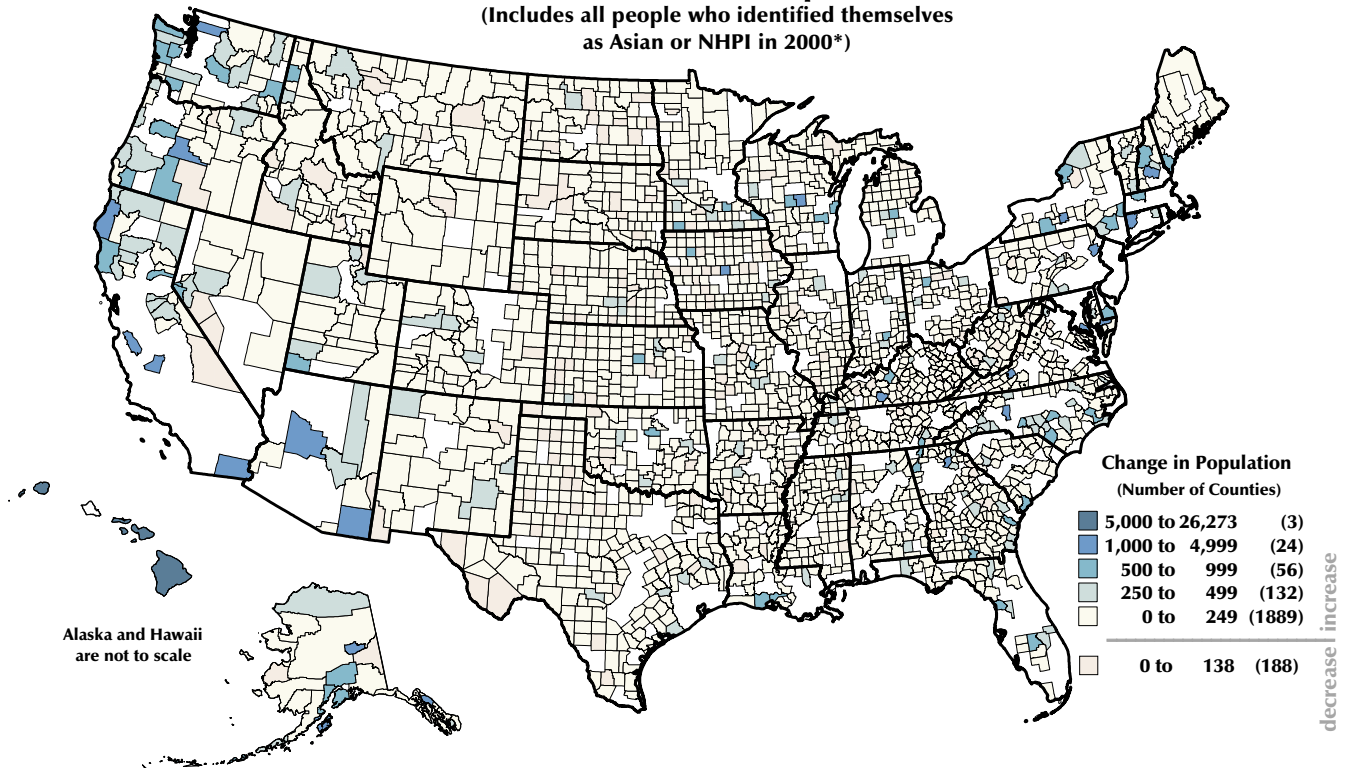 (Includes all people who identified themselves
as Asian or NHPI in 2000*)
Change in Population
(Number of Counties)
5,000 to 26,273 (3)
1,000 to 4,999 (24)
500 to 999 (56)
250 to 499 (132)
0 to 249 (1889)
0 to 138 (188)
decrease increase
Alaska and Hawaii
are not to scale